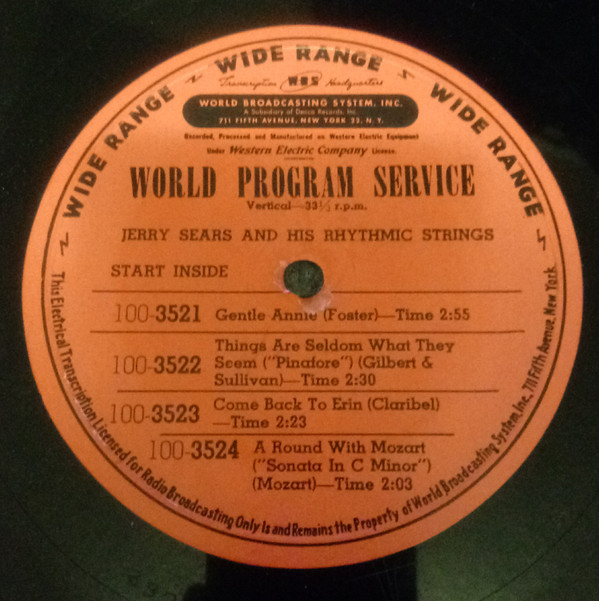 WIDE RANGE WIDE RANGE WIDE RANGE
Transcription WBS Headquarters
WORLD BROADCASTING SYSTEM, INC.
A Subsidiary of Decca Records, Inc.
711 FIFTH AVENUE, NEW YORK 22, N. Y.
Recorded, Processed and Manufactured on Western Electric Equipment
Under Western Electric Company License.
WORLD PROGRAM SERVICE
Vertical—33⅓ r.p.m.
JERRY SEARS AND HIS RHYTHMIC STRINGS
START INSIDE
100-3521 Gentle Annie (Foster)—Time 2:55
Things Are Seldom What They
100-3522 Seem ("Pinafore") (Gilbert &
Sullivan)—Time 2:30
100-3523 Come Back To Erin (Claribel)
—Time 2:23
100-3524 A Round With Mozart
("Sonata In C Minor")
(Mozart)—Time 2:03
This Electrical Transcription Licensed for Radio Broadcasting Only Is and Remains the Property of World Broadcasting System, Inc., 711 Fifth Avenue, New York.